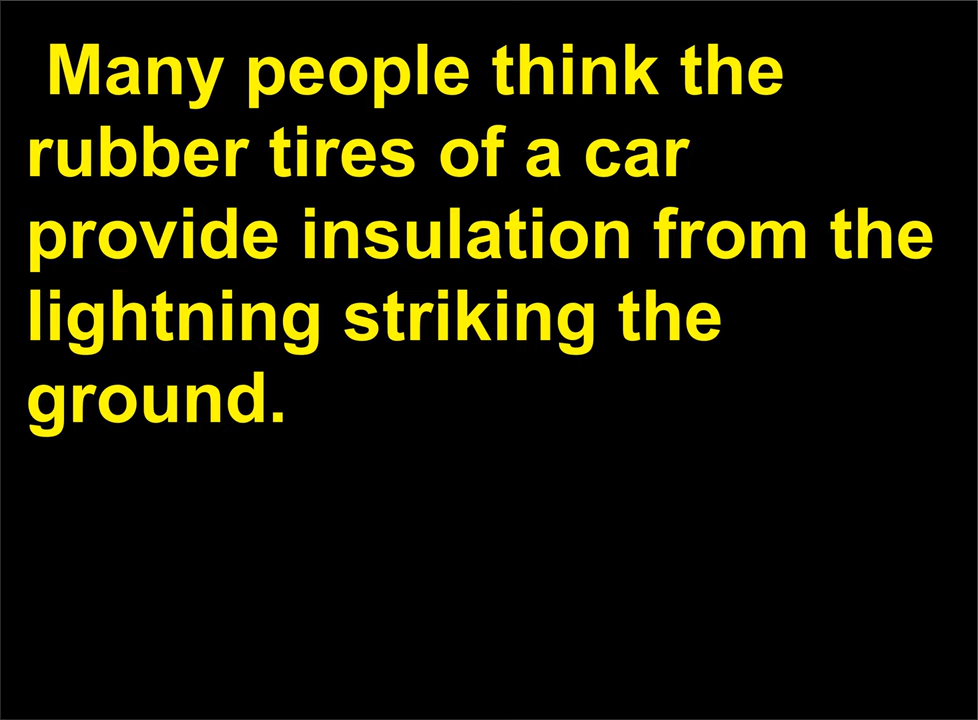 Many people think the
rubber tires of a car
provide insulation from the
lightning striking the
ground.